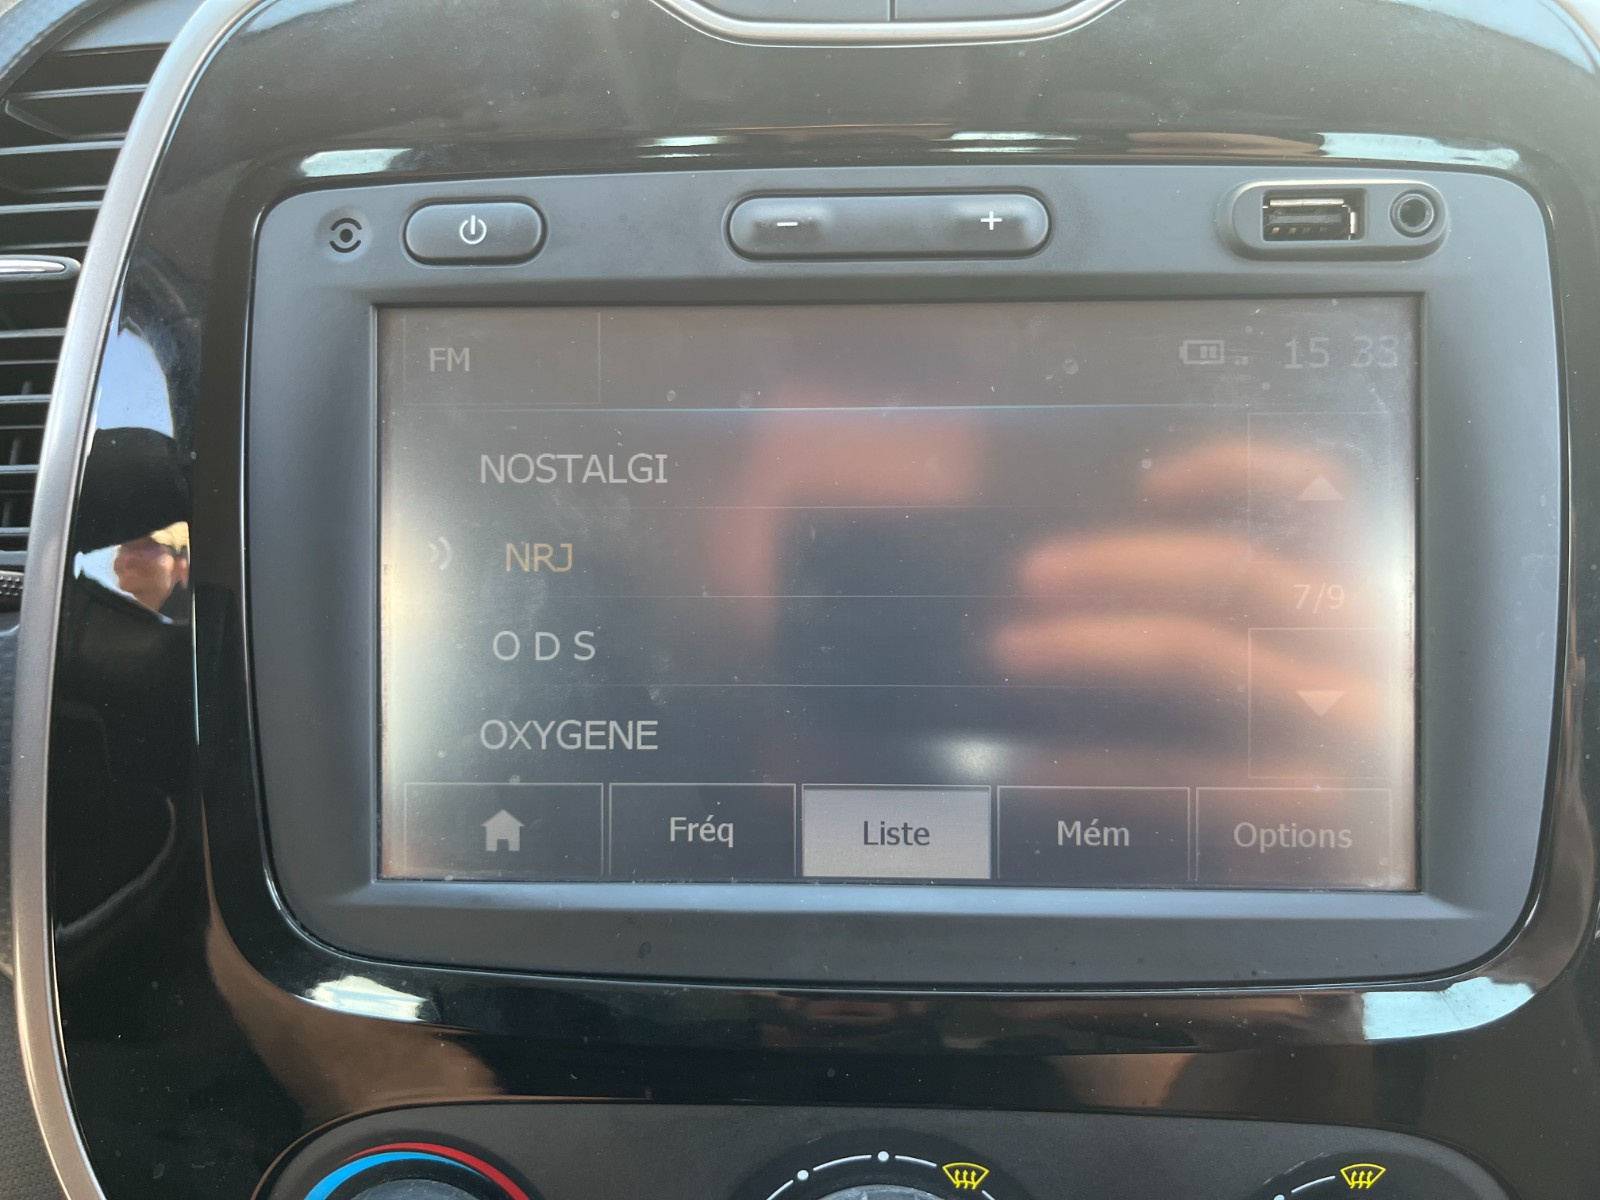 − +
FM 15 33
NOSTALGI
NRJ
7/9
O D S
OXYGENE
Fréq Liste Mém Options